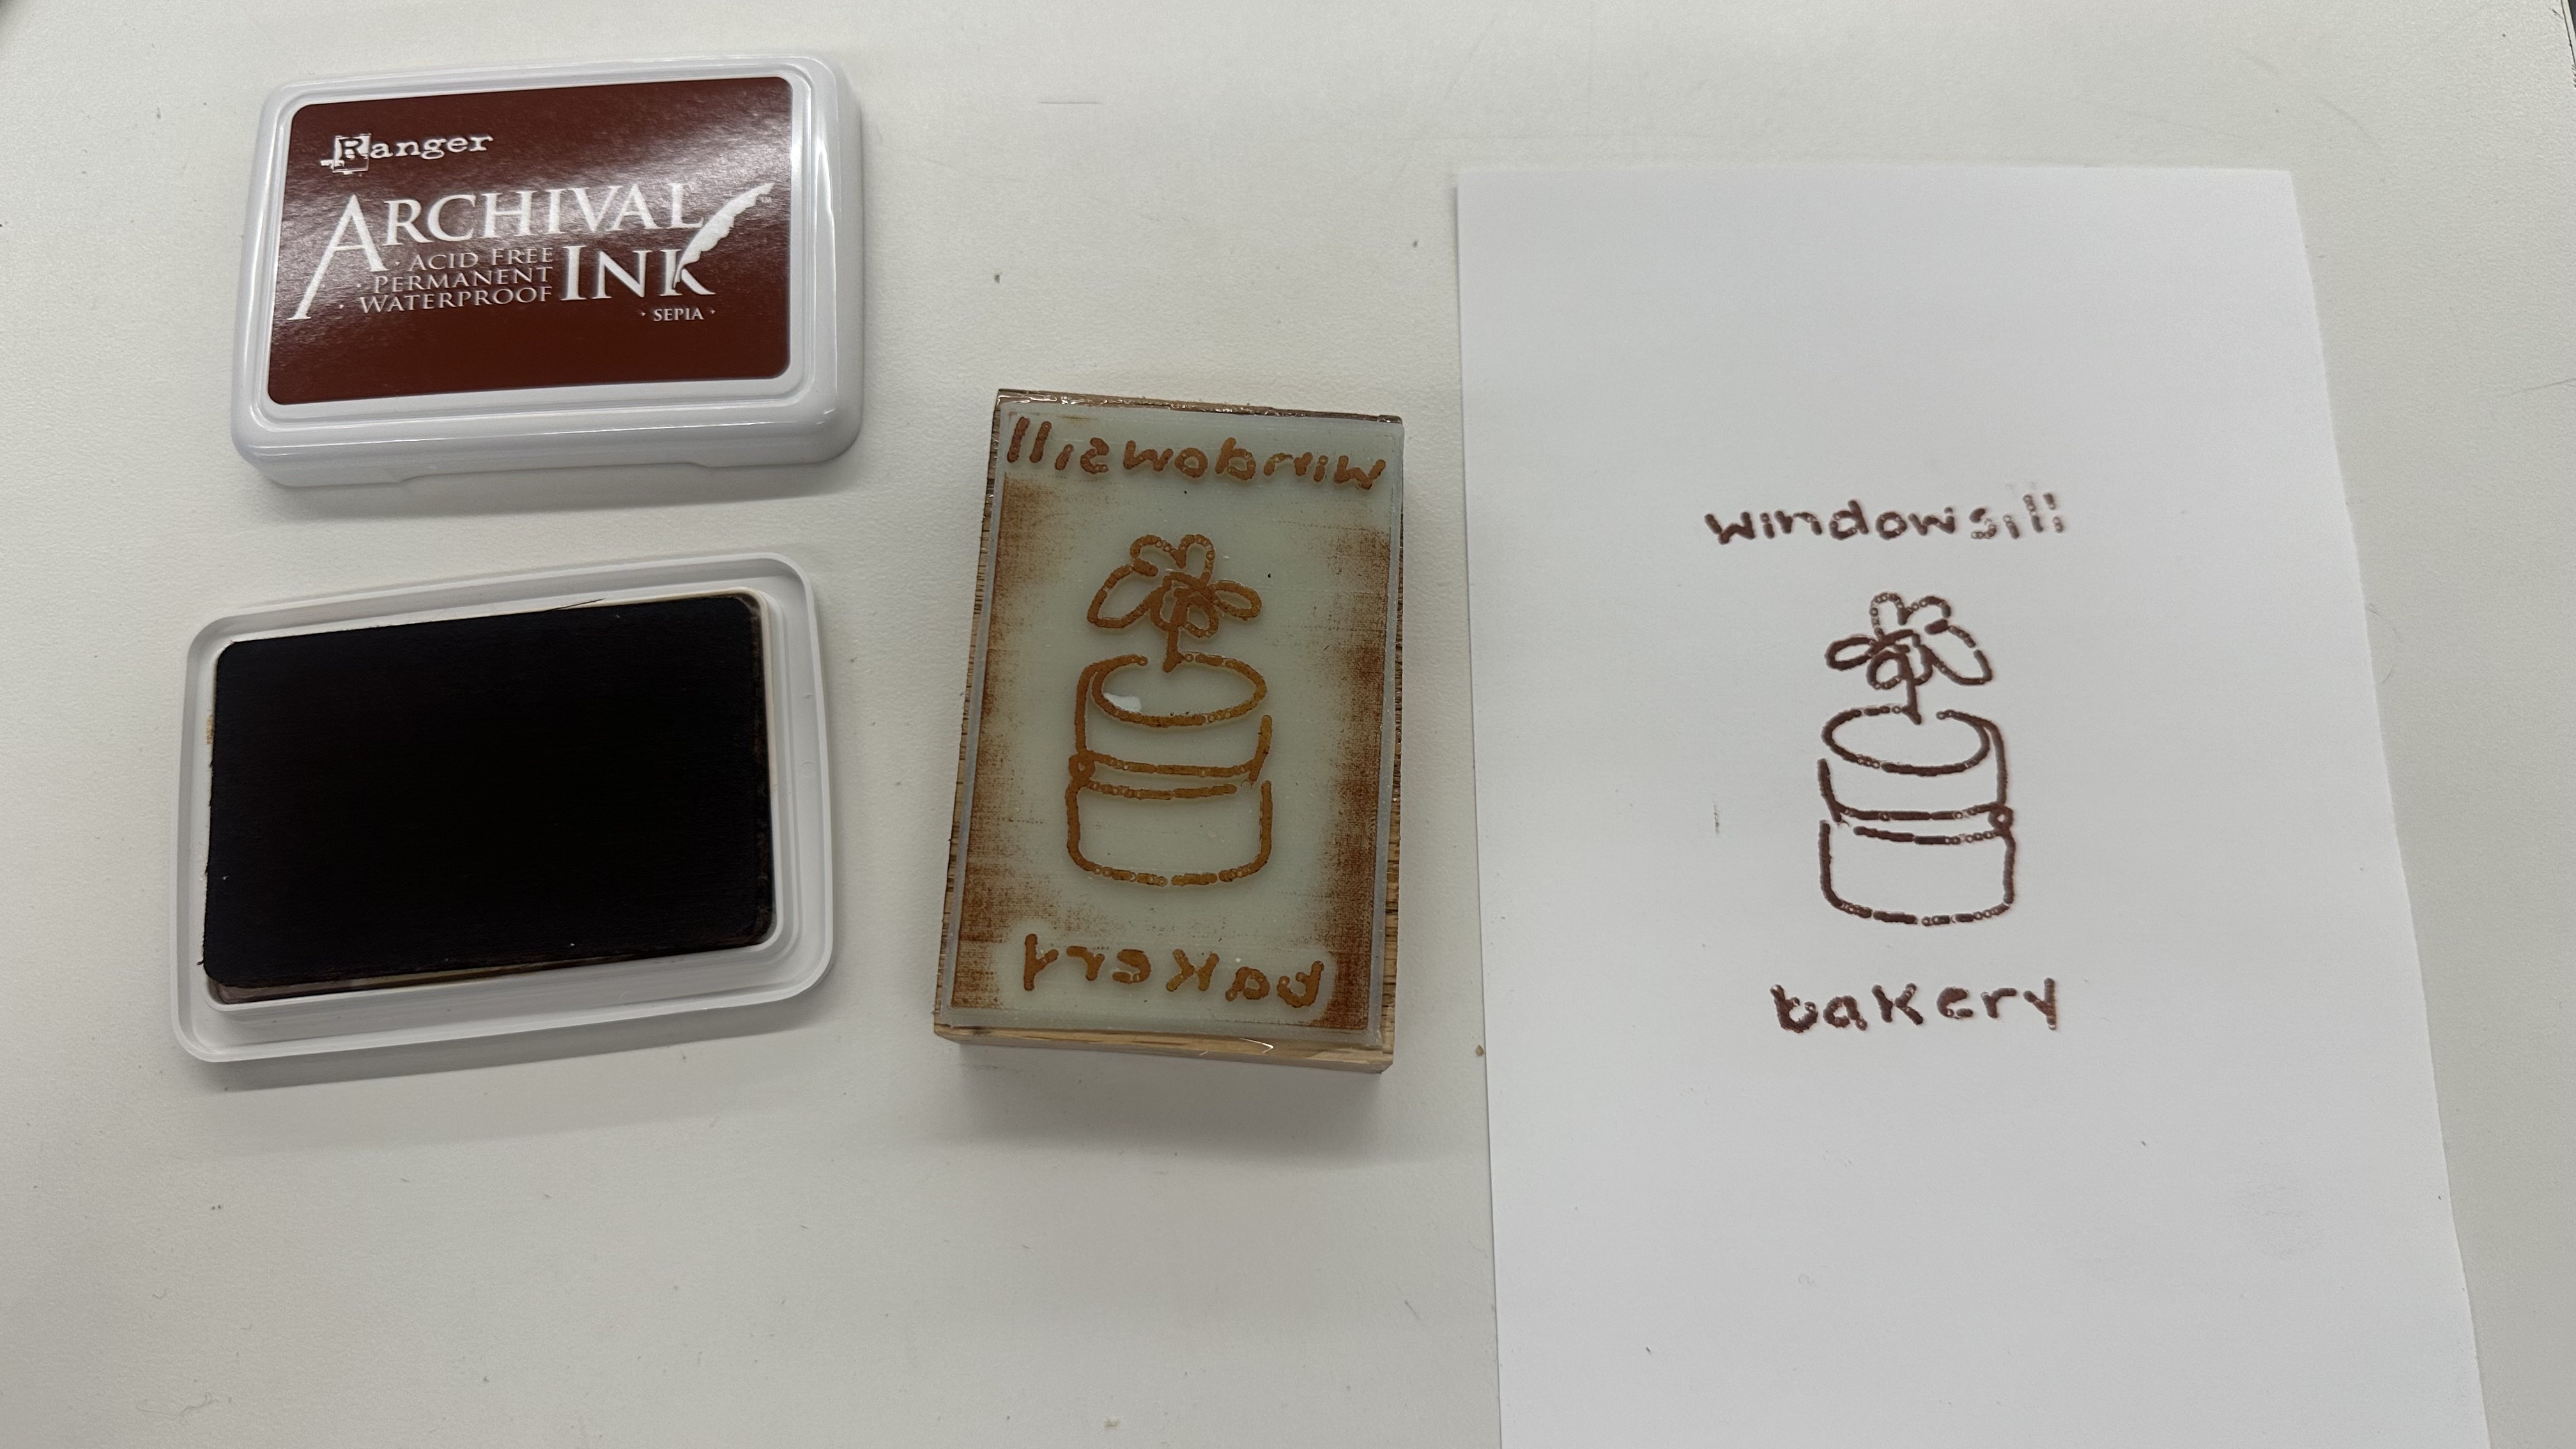 Ranger
ARCHIVAL
INK
· ACID FREE
· PERMANENT
· WATERPROOF
· SEPIA ·
windowsill
bakery
windowsill
bakery